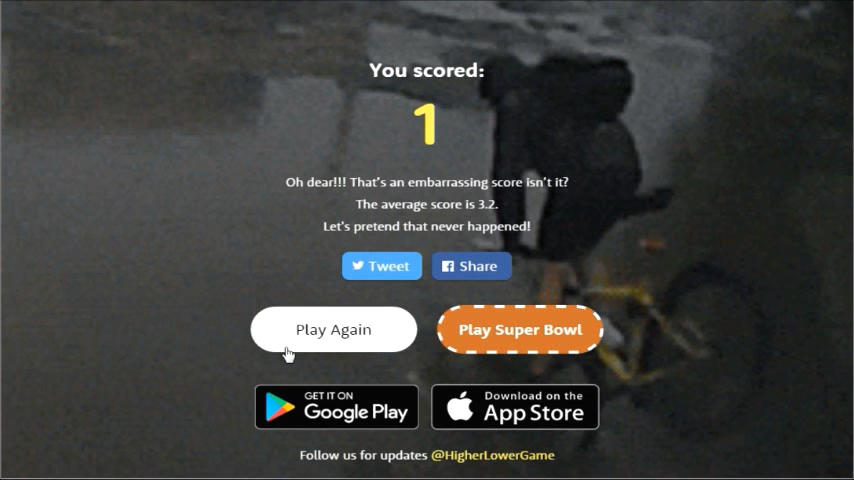 You scored:
1
Oh dear!!! That's an embarrassing score isn't it?
The average score is 3.2.
Let's pretend that never happened!
Tweet Share
Play Again Play Super Bowl
GET IT ON
Google Play
Download on the
App Store
Follow us for updates @HigherLowerGame